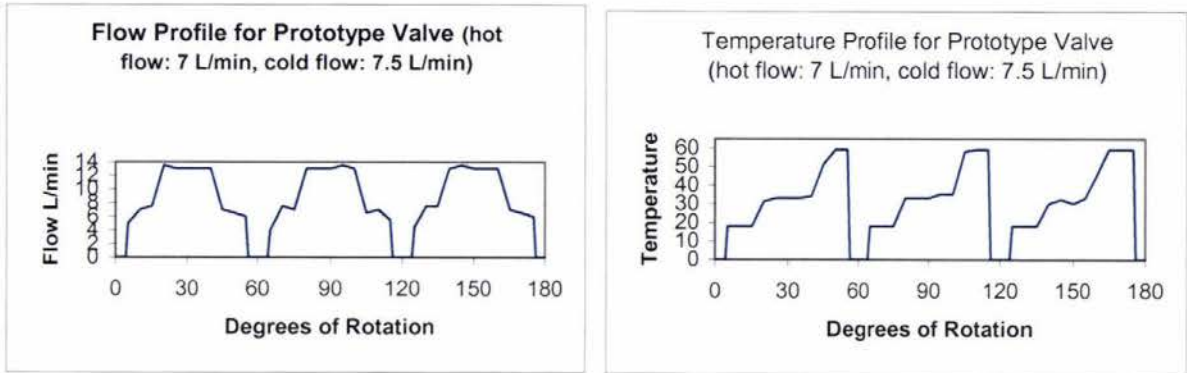 Flow Profile for Prototype Valve (hot
flow: 7 L/min, cold flow: 7.5 L/min)
Flow L/min
14
12
10
8
6
4
2
0
0 30 60 90 120 150 180
Degrees of Rotation
Temperature Profile for Prototype Valve
(hot flow: 7 L/min, cold flow: 7.5 L/min)
Temperature
60
50
40
30
20
10
0
0 30 60 90 120 150 180
Degrees of Rotation